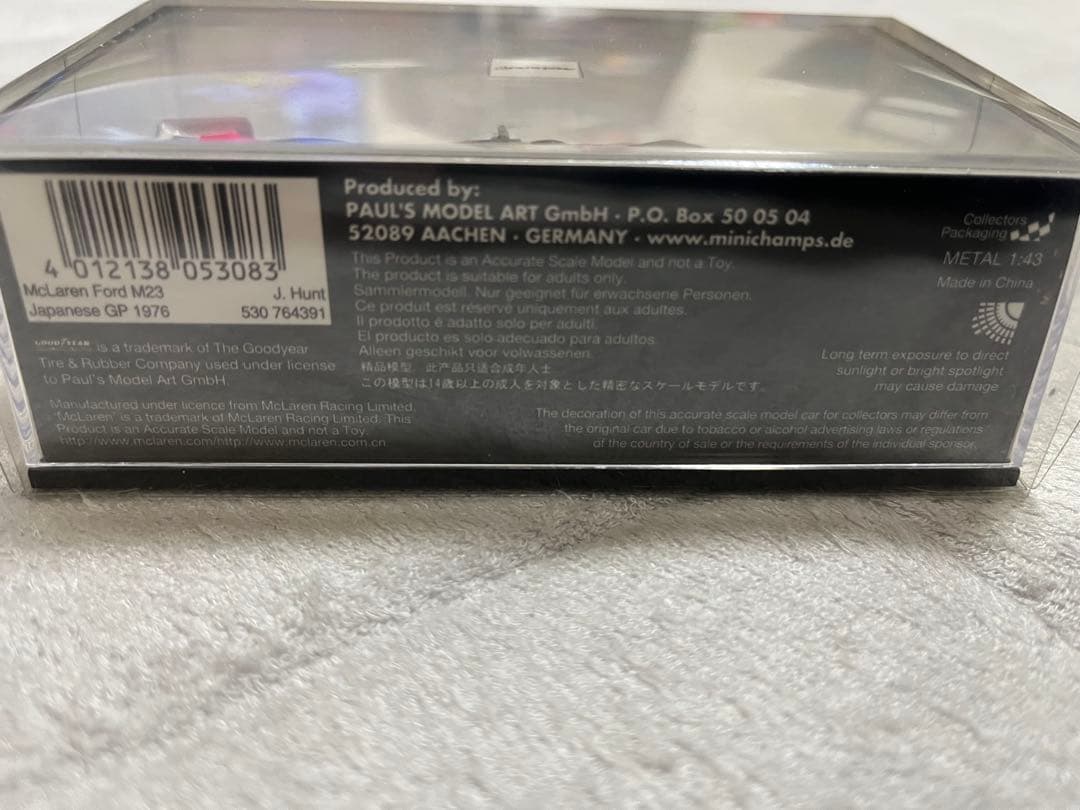 4 012138 053083
McLaren Ford M23 J. Hunt
Japanese GP 1976 530 764391
GOODYEAR is a trademark of The Goodyear
Tire & Rubber Company used under license
to Paul's Model Art GmbH
Manufactured under licence from McLaren Racing Limited.
"McLaren" is a trademark of McLaren Racing Limited. This
Product is an Accurate Scale Model and not a Toy.
http://www.mclaren.com/http://www.mclaren.com.cn
Produced by:
PAUL'S MODEL ART GmbH · P.O. Box 50 05 04
52089 AACHEN · GERMANY · www.minichamps.de
This Product is an Accurate Scale Model and not a Toy.
The product is suitable for adults only.
Sammlermodell. Nur geeignet für erwachsene Personen.
Ce produit est réservé uniquement aux adultes.
Il prodotto é adatto solo per adulti.
El producto es solo adecuado para adultos.
Alleen geschikt voor volwassenen.
精品模型. 此产品只适合成年人士
この模型は14歳以上の成人を対象とした精密なスケールモデルです。
Collectors
Packaging
METAL 1:43
Made in China
Long term exposure to direct
sunlight or bright spotlight
may cause damage
The decoration of this accurate scale model car for collectors may differ from
the original car due to tobacco or alcohol advertising laws or regulations
of the country of sale or the requirements of the individual sponsor.